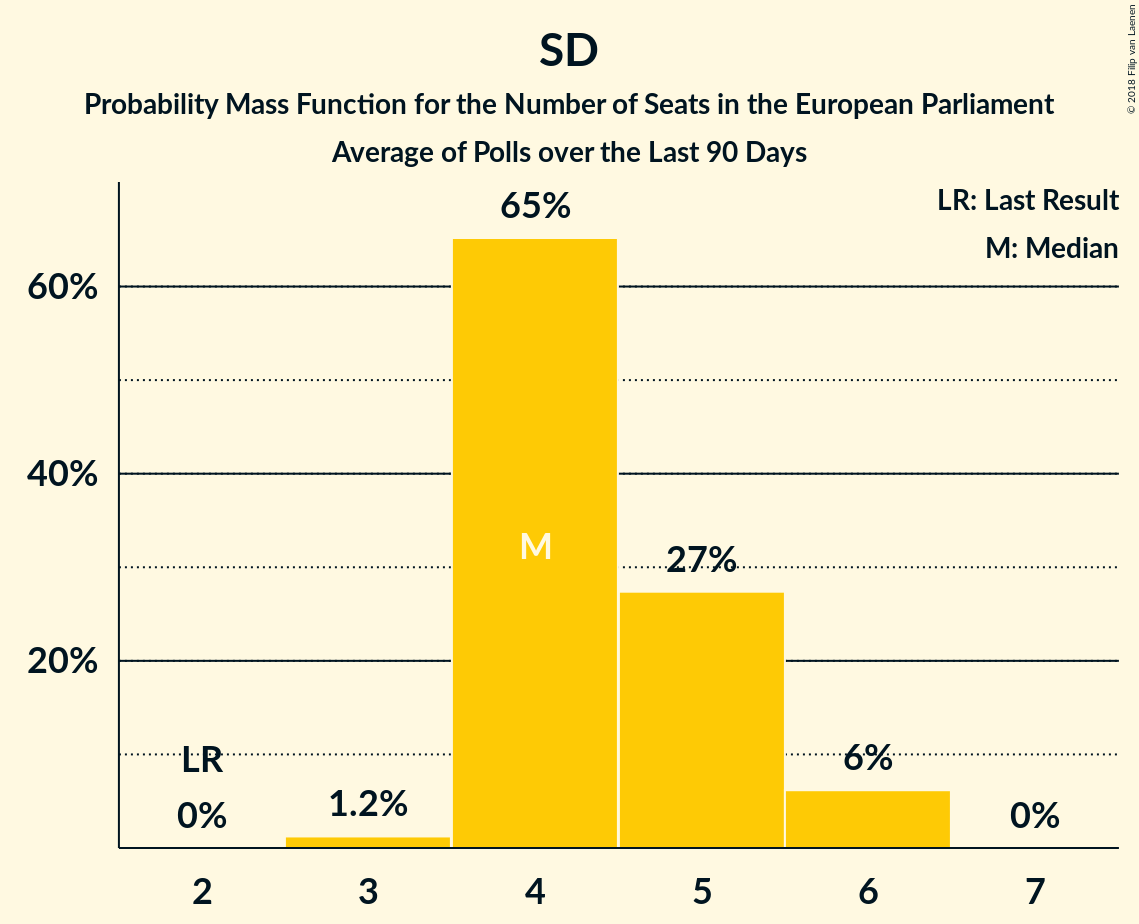 SD
Probability Mass Function for the Number of Seats in the European Parliament
Average of Polls over the Last 90 Days
© 2018 Filip van Laenen
LR: Last Result
M: Median
65%
60%
40%
M
27%
20%
LR
6%
1.2%
0%
0%
2 3 4 5 6 7